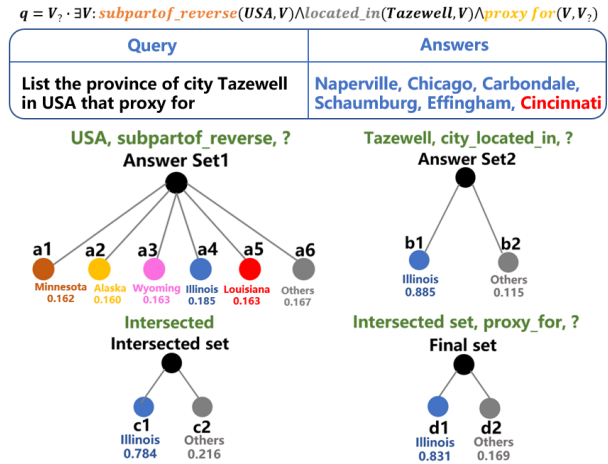 q = V? · ∃V: subpartof_reverse(USA,V)⋀located_in(Tazewell,V)⋀proxy for(V,V?)
Query
Answers
List the province of city Tazewell
in USA that proxy for
Naperville, Chicago, Carbondale,
Schaumburg, Effingham, Cincinnati
USA, subpartof_reverse, ?
Answer Set1
a1 a2 a3 a4 a5 a6
Minnesota Alaska Wyoming Illinois Louisiana Others
0.162 0.160 0.163 0.185 0.163 0.167
Tazewell, city_located_in, ?
Answer Set2
b1 b2
Illinois Others
0.885 0.115
Intersected
Intersected set
c1 c2
Illinois Others
0.784 0.216
Intersected set, proxy_for, ?
Final set
d1 d2
Illinois Others
0.831 0.169